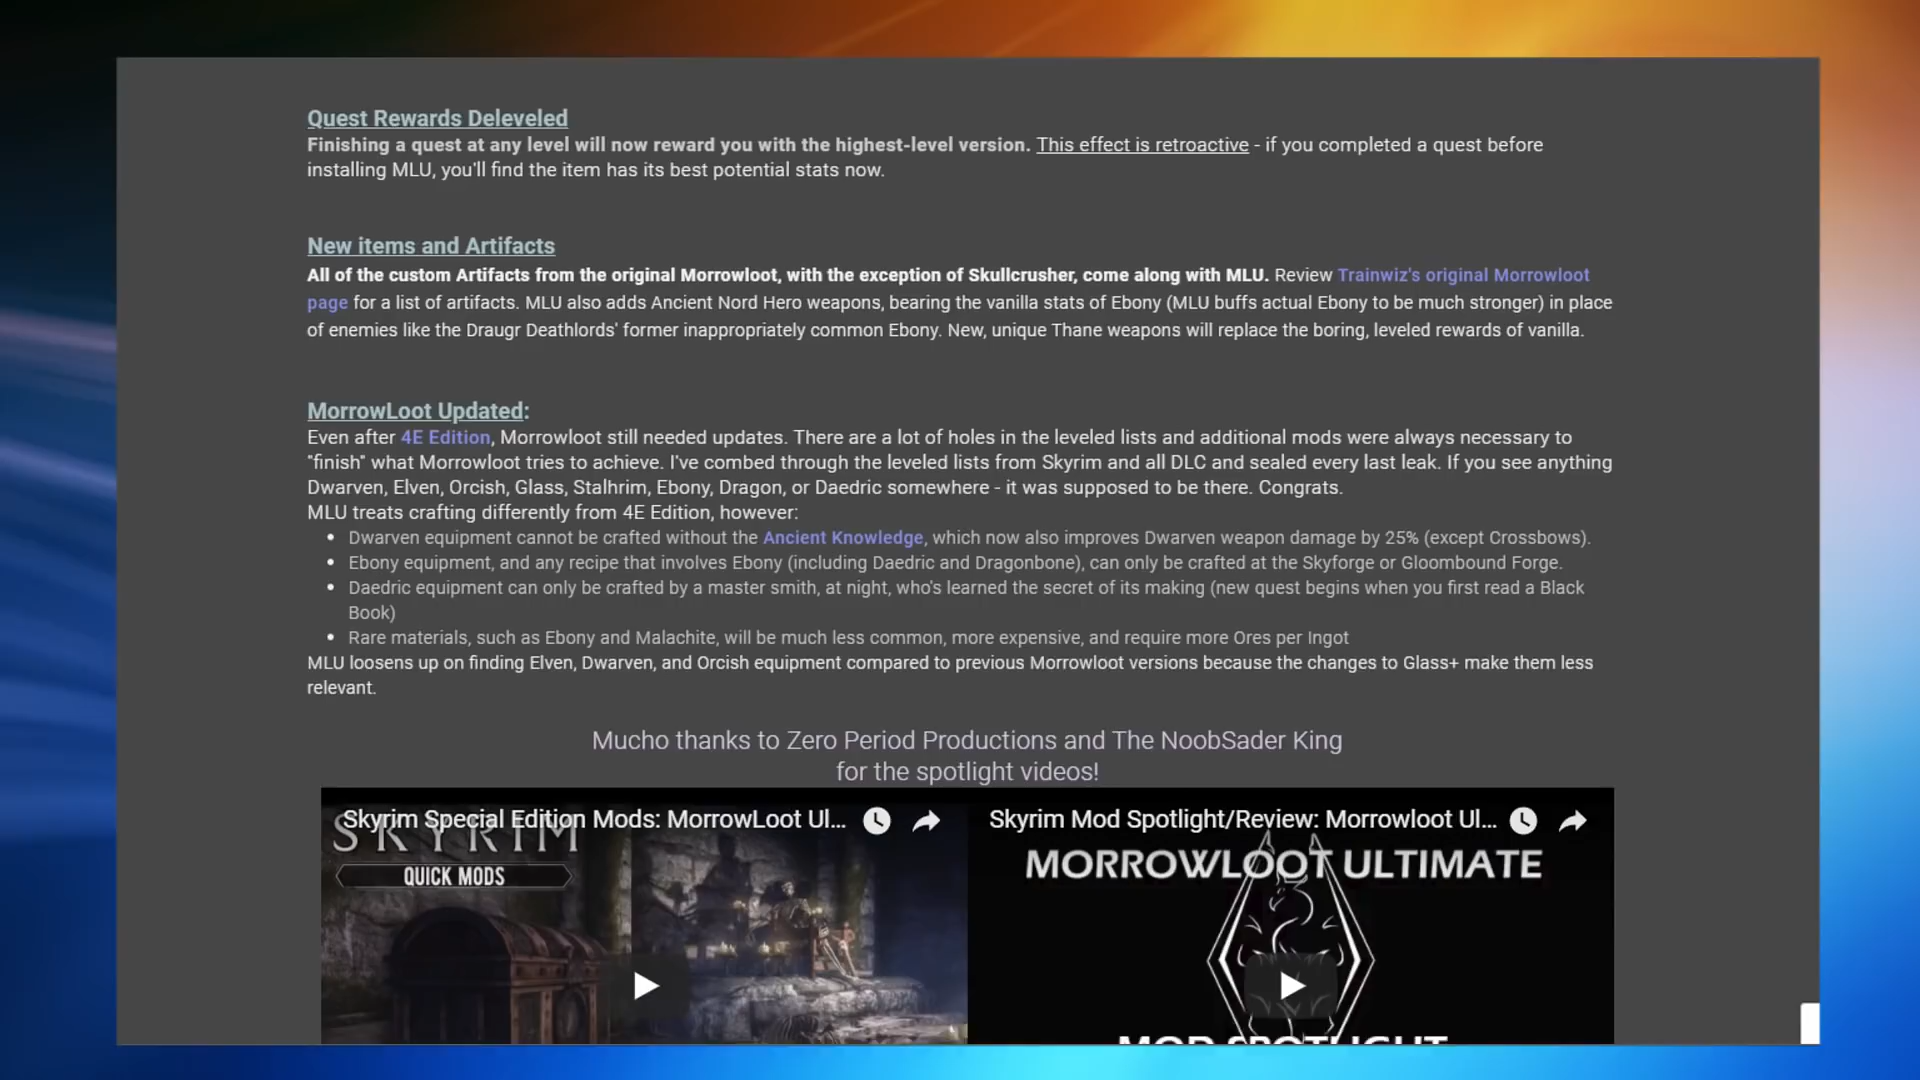 Quest Rewards Deleveled
Finishing a quest at any level will now reward you with the highest-level version. This effect is retroactive - if you completed a quest before
installing MLU, you'll find the item has its best potential stats now.
New items and Artifacts
All of the custom Artifacts from the original Morrowloot, with the exception of Skullcrusher, come along with MLU. Review Trainwiz's original Morrowloot
page for a list of artifacts. MLU also adds Ancient Nord Hero weapons, bearing the vanilla stats of Ebony (MLU buffs actual Ebony to be much stronger) in place
of enemies like the Draugr Deathlords' former inappropriately common Ebony. New, unique Thane weapons will replace the boring, leveled rewards of vanilla.
MorrowLoot Updated:
Even after 4E Edition, Morrowloot still needed updates. There are a lot of holes in the leveled lists and additional mods were always necessary to
"finish" what Morrowloot tries to achieve. I've combed through the leveled lists from Skyrim and all DLC and sealed every last leak. If you see anything
Dwarven, Elven, Orcish, Glass, Stalhrim, Ebony, Dragon, or Daedric somewhere - it was supposed to be there. Congrats.
MLU treats crafting differently from 4E Edition, however:
• Dwarven equipment cannot be crafted without the Ancient Knowledge, which now also improves Dwarven weapon damage by 25% (except Crossbows).
• Ebony equipment, and any recipe that involves Ebony (including Daedric and Dragonbone), can only be crafted at the Skyforge or Gloombound Forge.
• Daedric equipment can only be crafted by a master smith, at night, who's learned the secret of its making (new quest begins when you first read a Black
Book)
• Rare materials, such as Ebony and Malachite, will be much less common, more expensive, and require more Ores per Ingot
MLU loosens up on finding Elven, Dwarven, and Orcish equipment compared to previous Morrowloot versions because the changes to Glass+ make them less
relevant.
Mucho thanks to Zero Period Productions and The NoobSader King
for the spotlight videos!
Skyrim Special Edition Mods: MorrowLoot Ul...
SKYRIM
QUICK MODS
Skyrim Mod Spotlight/Review: Morrowloot Ul...
MORROWLOOT ULTIMATE
MOD SPOTLIGHT